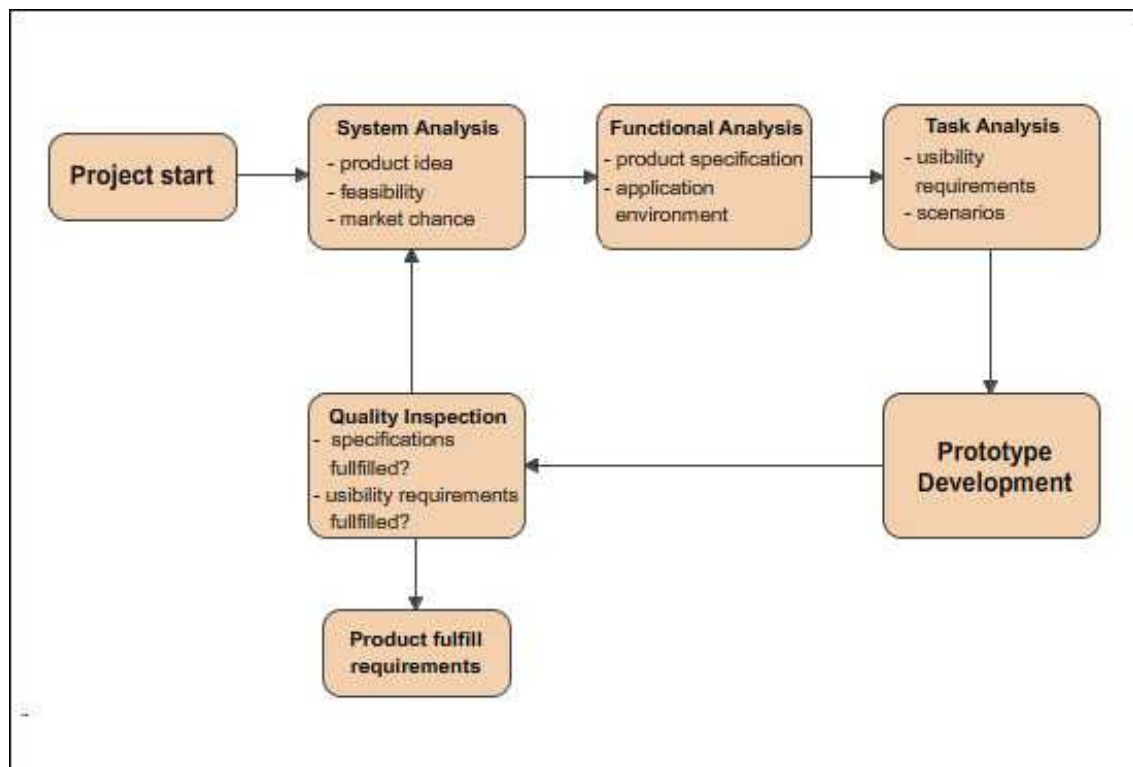 Project start
System Analysis
- product idea
- feasibility
- market chance
Functional Analysis
- product specification
- application
environment
Task Analysis
- usibility
requirements
- scenarios
Prototype
Development
Quality Inspection
- specifications
fullfilled?
- usibility requirements
fullfilled?
Product fulfill
requirements